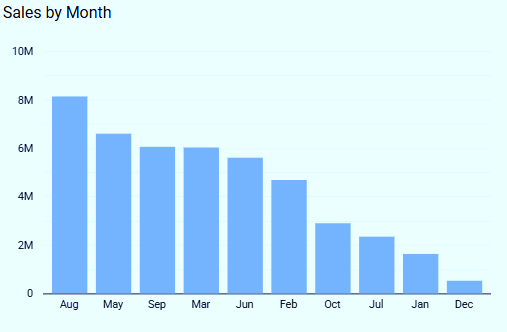 Sales by Month
10M
8M
6M
4M
2M
0
Aug May Sep Mar Jun Feb Oct Jul Jan Dec